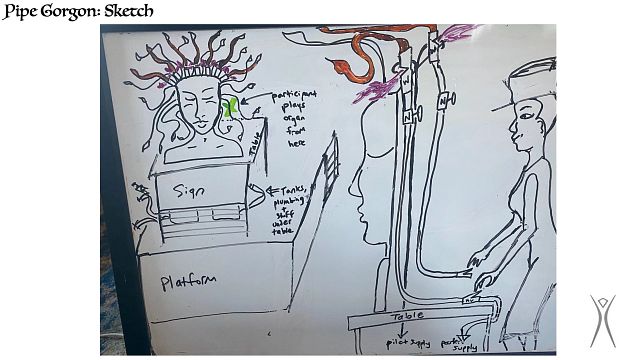 Pipe Gorgon: Sketch
participant
plays
organ
from
here
Table
Sign
Tanks,
plumbing
+
stuff
under
table
Platform
N
N
N
NC
Table
pilot supply
supply